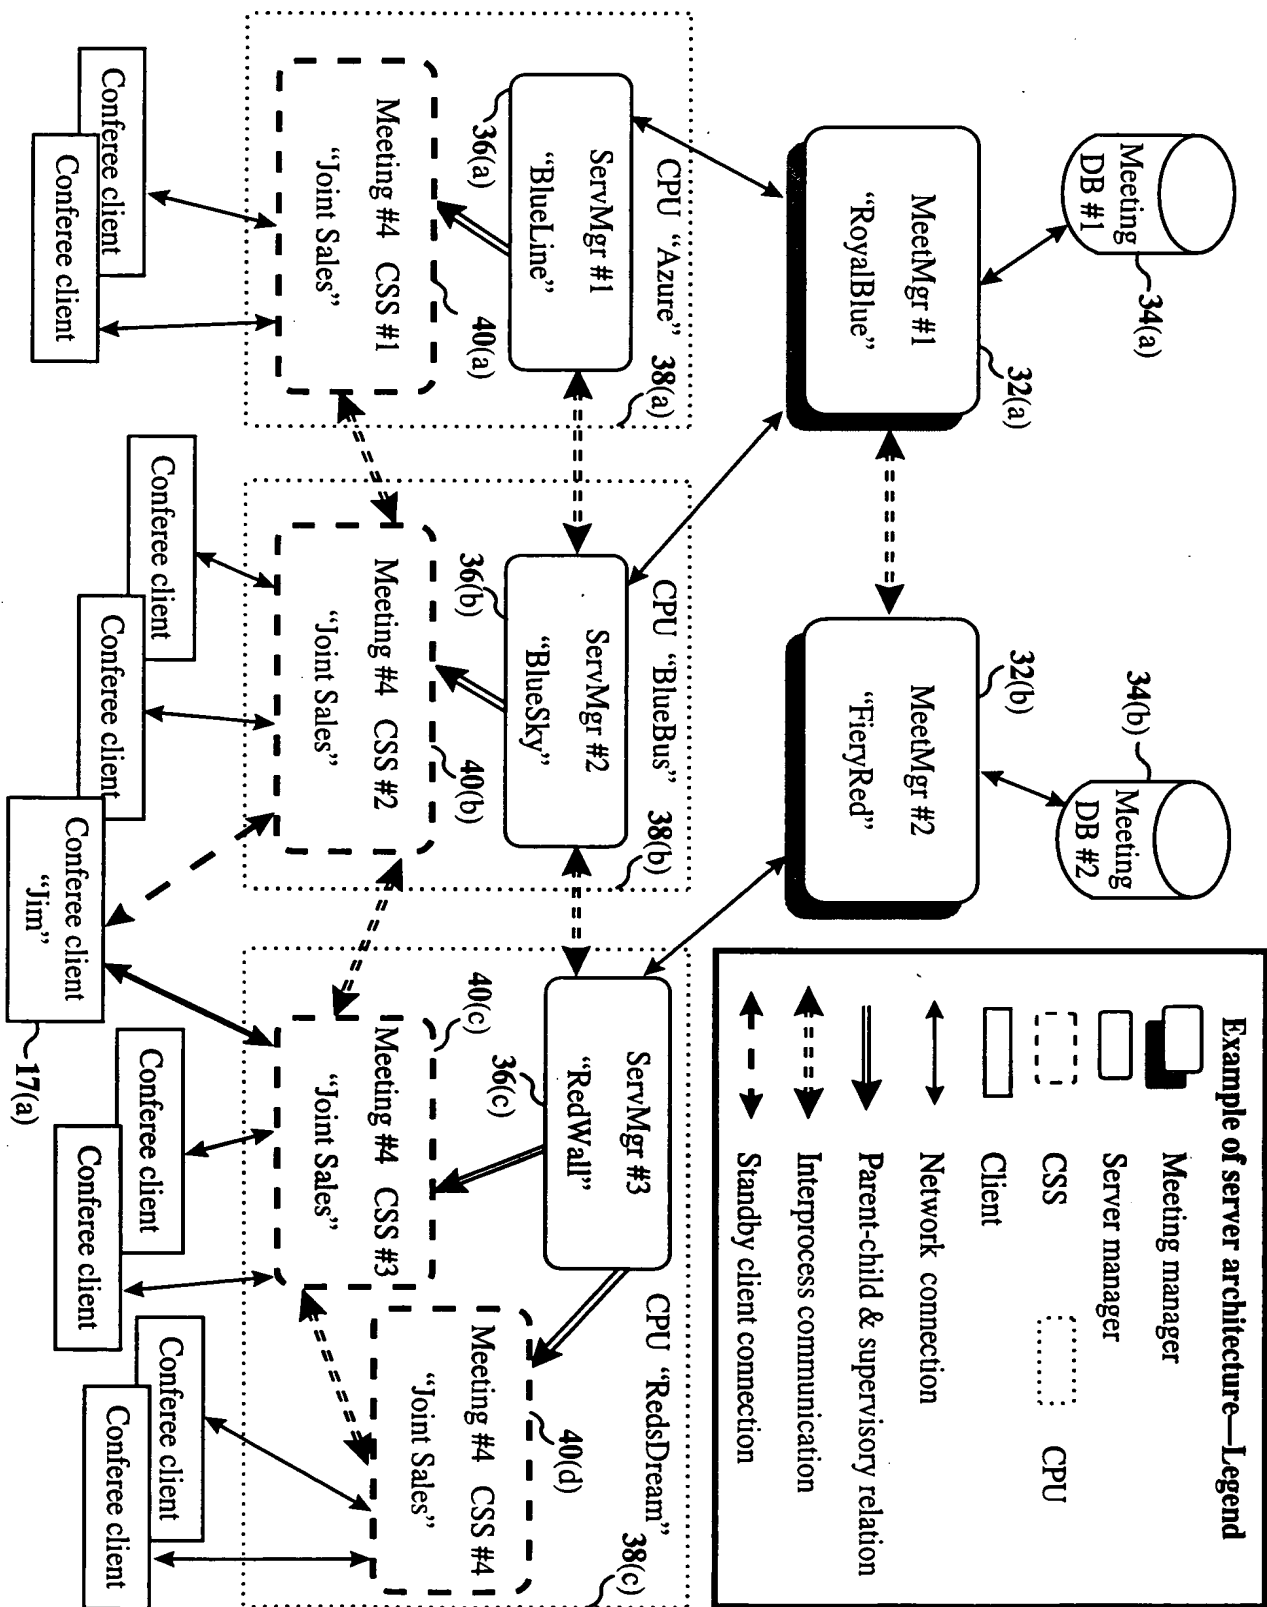 Example of server architecture—Legend
Meeting manager
Server manager
CSS
CPU
Client
Network connection
Parent-child & supervisory relation
Interprocess communication
Standby client connection
Meeting
DB #1
34(a)
34(b)
Meeting
DB #2
MeetMgr #1
"RoyalBlue"
32(a)
32(b)
MeetMgr #2
"FieryRed"
CPU "Azure"
38(a)
ServMgr #1
"BlueLine"
36(a)
40(a)
Meeting #4 CSS #1
"Joint Sales"
CPU "BlueBus"
38(b)
ServMgr #2
"BlueSky"
36(b)
40(b)
Meeting #4 CSS #2
"Joint Sales"
CPU "RedsDream"
38(c)
ServMgr #3
"RedWall"
36(c)
40(c)
Meeting #4 CSS #3
"Joint Sales"
40(d)
Meeting #4 CSS #4
"Joint Sales"
Conferee client
Conferee client
Conferee client
Conferee client
Conferee client
"Jim"
17(a)
Conferee client
Conferee client
Conferee client
Conferee client